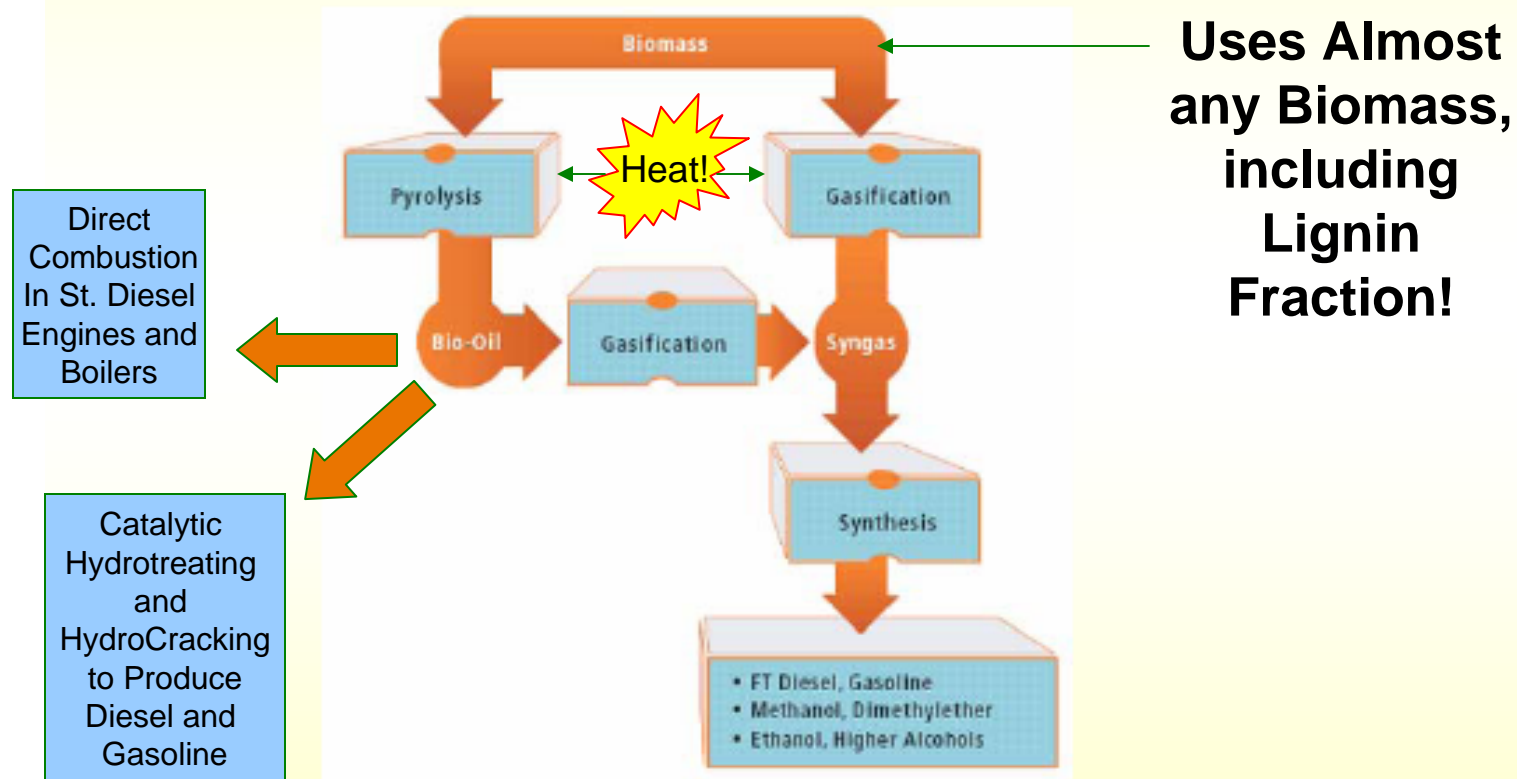 Biomass
Uses Almost
any Biomass,
including
Lignin
Fraction!
Heat!
Pyrolysis
Gasification
Direct
Combustion
In St. Diesel
Engines and
Boilers
Bio-Oil
Gasification
Syngas
Synthesis
Catalytic
Hydrotreating
and
HydroCracking
to Produce
Diesel and
Gasoline
• FT Diesel, Gasoline
• Methanol, Dimethylether
• Ethanol, Higher Alcohols